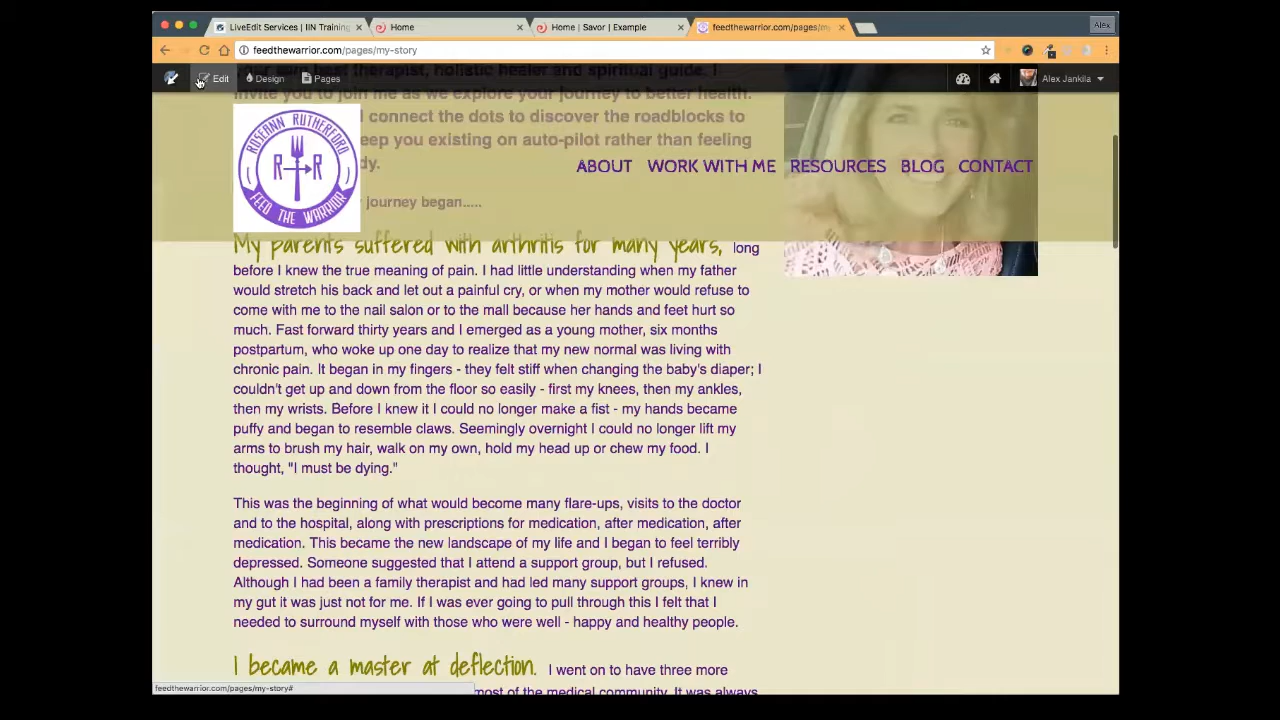 LiveEdit Services | IIN Training
Home
Home | Savor | Example
feedthewarrior.com/pages/my-
Alex
feedthewarrior.com/pages/my-story
Edit
Design
Pages
Alex Jankila
best therapist, holistic healer and spiritual guide. I
invite you to join me as we explore your journey to better health.
I connect the dots to discover the roadblocks to
keep you existing on auto-pilot rather than feeling
ROSEANN RUTHERFORD
R R
FEED THE WARRIOR
ABOUT WORK WITH ME RESOURCES BLOG CONTACT
journey began.....
My parents suffered with arthritis for many years, long
before I knew the true meaning of pain. I had little understanding when my father
would stretch his back and let out a painful cry, or when my mother would refuse to
come with me to the nail salon or to the mall because her hands and feet hurt so
much. Fast forward thirty years and I emerged as a young mother, six months
postpartum, who woke up one day to realize that my new normal was living with
chronic pain. It began in my fingers - they felt stiff when changing the baby's diaper; I
couldn't get up and down from the floor so easily - first my knees, then my ankles,
then my wrists. Before I knew it I could no longer make a fist - my hands became
puffy and began to resemble claws. Seemingly overnight I could no longer lift my
arms to brush my hair, walk on my own, hold my head up or chew my food. I
thought, "I must be dying."
This was the beginning of what would become many flare-ups, visits to the doctor
and to the hospital, along with prescriptions for medication, after medication, after
medication. This became the new landscape of my life and I began to feel terribly
depressed. Someone suggested that I attend a support group, but I refused.
Although I had been a family therapist and had led many support groups, I knew in
my gut it was just not for me. If I was ever going to pull through this I felt that I
needed to surround myself with those who were well - happy and healthy people.
I became a master at deflection. I went on to have three more
most of the medical community. It was always
feedthewarrior.com/pages/my-story#